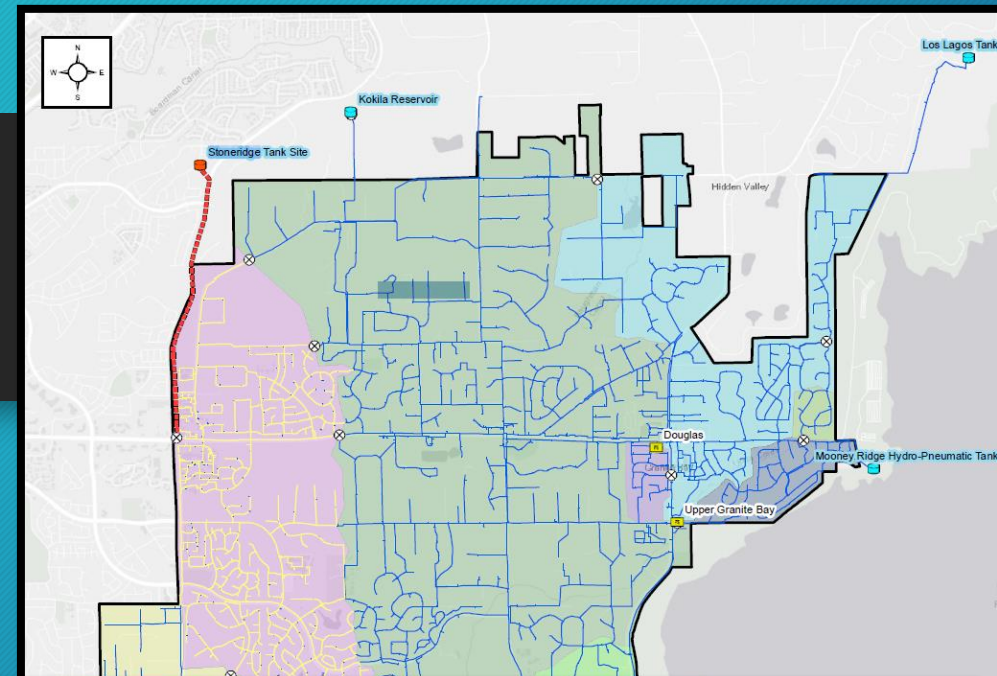 N
W E
S
Los Lagos Tank
Kokila Reservoir
Stoneridge Tank Site
Hidden Valley
Douglas
Mooney Ridge Hydro-Pneumatic Tank
Upper Granite Bay